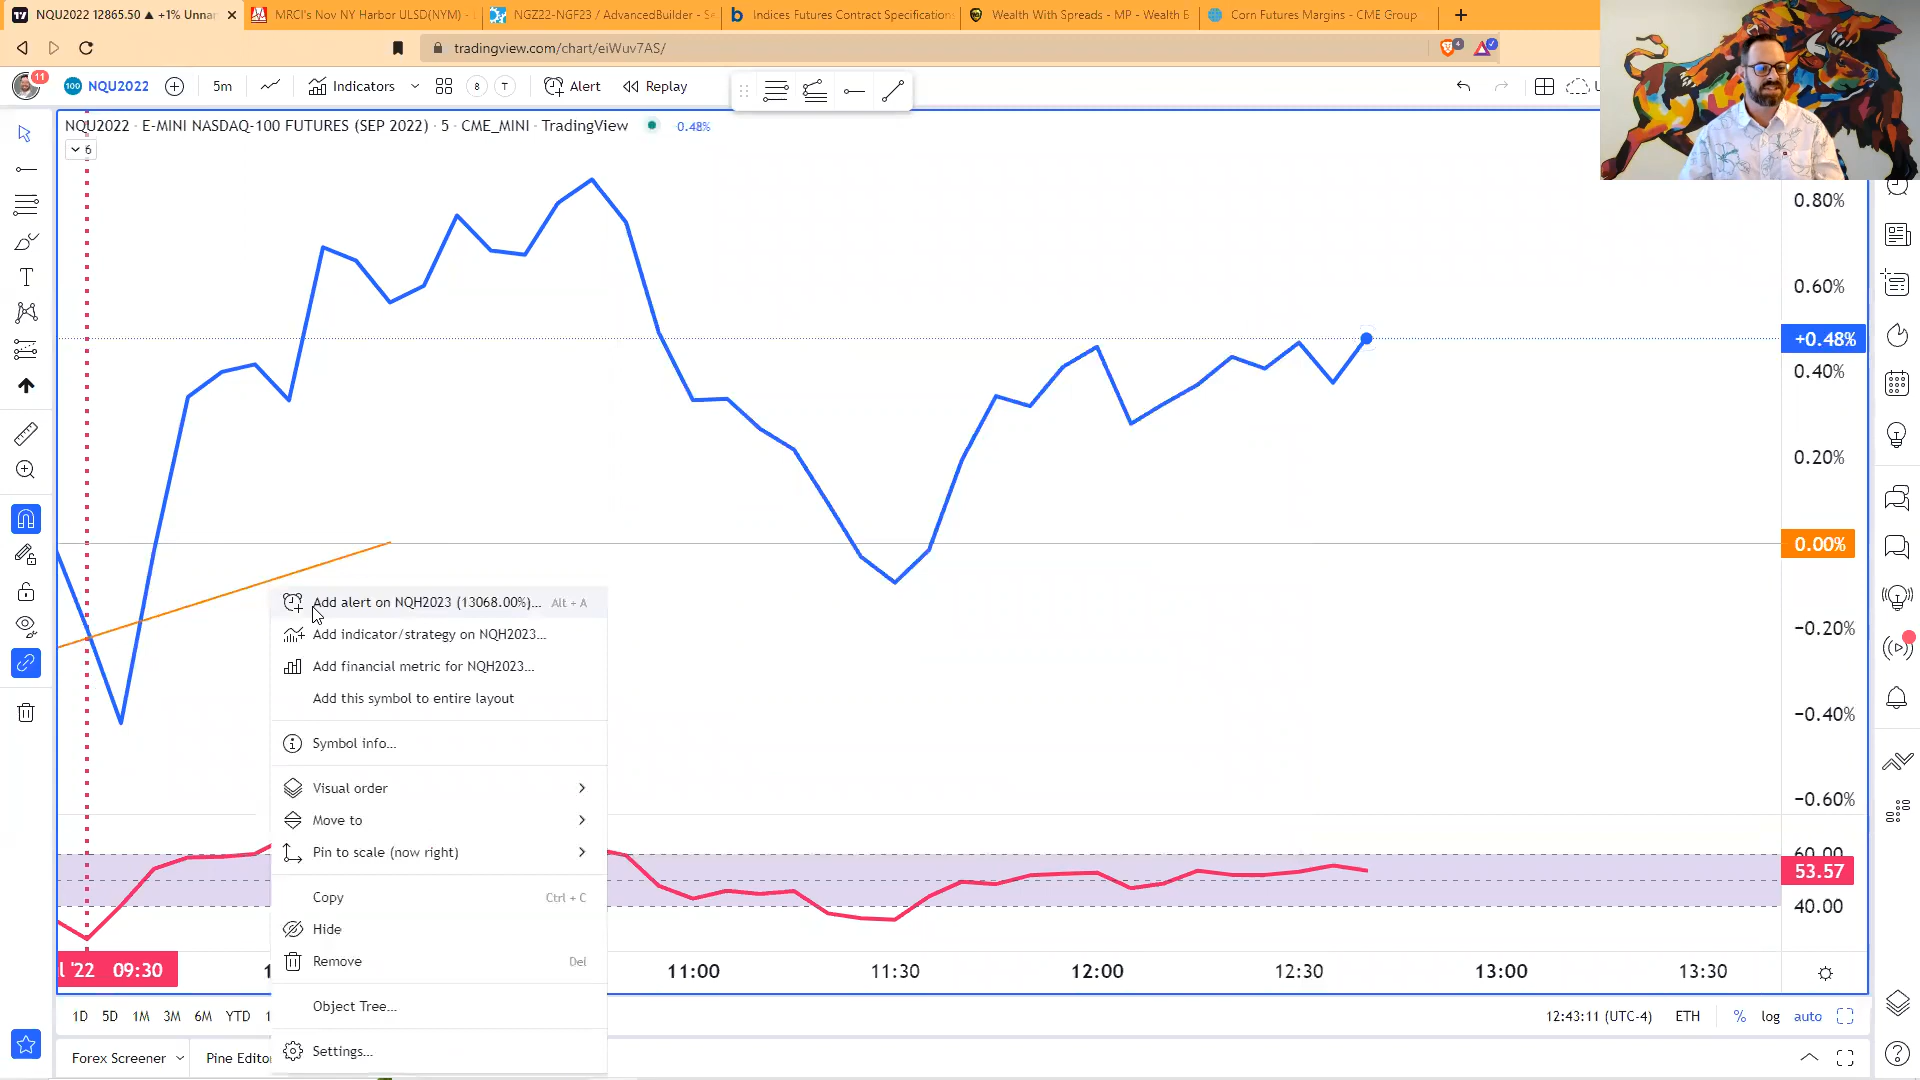 NQU2022 12865.50 ▲ +1% Unnar
MRCI's Nov NY Harbor ULSD(NYM) -
NGZ22-NGF23 / AdvancedBuilder - Se
Indices Futures Contract Specifications
Wealth With Spreads - MP - Wealth B
Corn Futures Margins - CME Group
tradingview.com/chart/eiWuv7AS/
4
11
100 NQU2022
5m
Indicators
8
T
Alert
Replay
NQU2022 · E-MINI NASDAQ-100 FUTURES (SEP 2022) · 5 · CME_MINI · TradingView
0.48%
6
0.80%
0.60%
+0.48%
0.40%
0.20%
0.00%
−0.20%
−0.40%
−0.60%
60.00
53.57
40.00
Add alert on NQH2023 (13068.00%)... Alt + A
Add indicator/strategy on NQH2023...
Add financial metric for NQH2023...
Add this symbol to entire layout
Symbol info...
Visual order
Move to
Pin to scale (now right)
Copy Ctrl + C
Hide
Remove Del
Object Tree...
Settings...
'22 09:30
11:00
11:30
12:00
12:30
13:00
13:30
1D 5D 1M 3M 6M YTD
12:43:11 (UTC-4) ETH % log auto
Forex Screener
Pine Editor